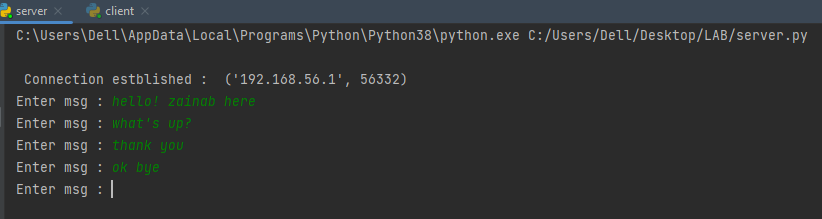 server × client ×
C:\Users\Dell\AppData\Local\Programs\Python\Python38\python.exe C:/Users/Dell/Desktop/LAB/server.py
Connection estblished :  ('192.168.56.1', 56332)
Enter msg : hello! zainab here
Enter msg : what's up?
Enter msg : thank you
Enter msg : ok bye
Enter msg :